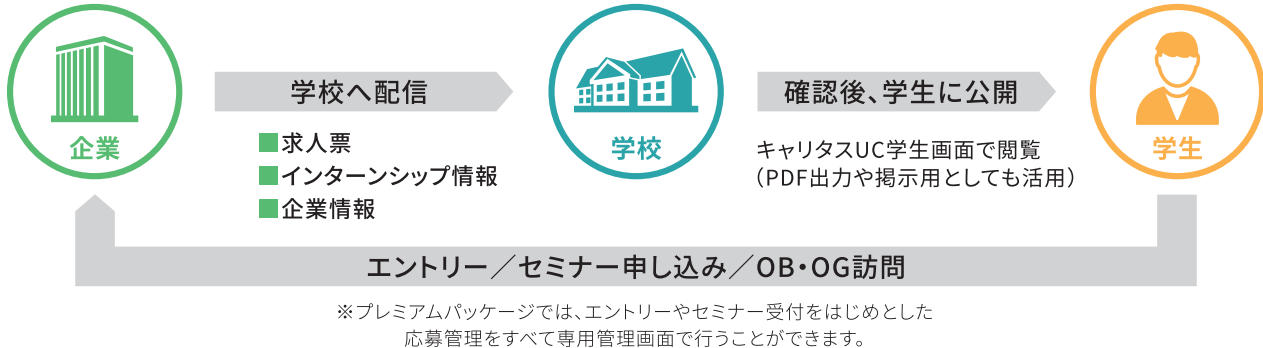 企業
学校へ配信
■求人票
■インターンシップ情報
■企業情報
学校
確認後、学生に公開
キャリタスUC学生画面で閲覧
（PDF出力や掲示用としても活用）
学生
エントリー／セミナー申し込み／OB・OG訪問
※プレミアムパッケージでは、エントリーやセミナー受付をはじめとした
応募管理をすべて専用管理画面で行うことができます。